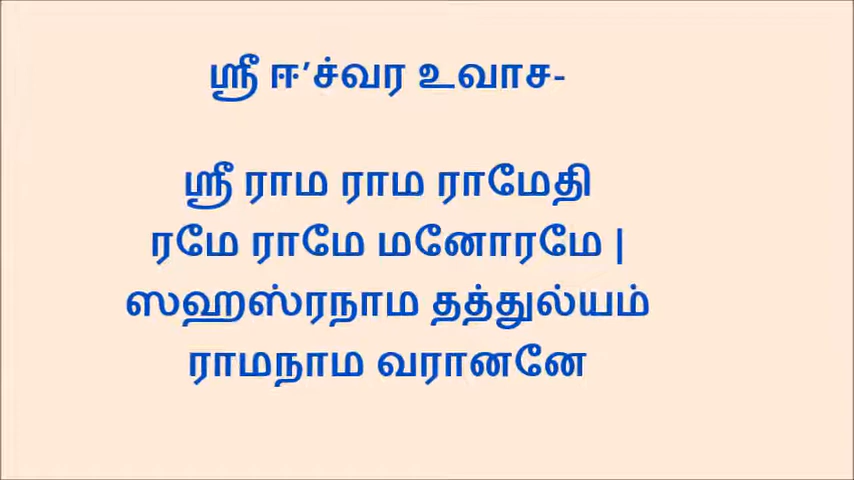 ஸ்ரீ ஈ’ச்வர உவாச-
ஸ்ரீ ராம ராம ராமேதி
ரமே ராமே மனோரமே |
ஸஹஸ்ரநாம தத்துல்யம்
ராமநாம வரானனே